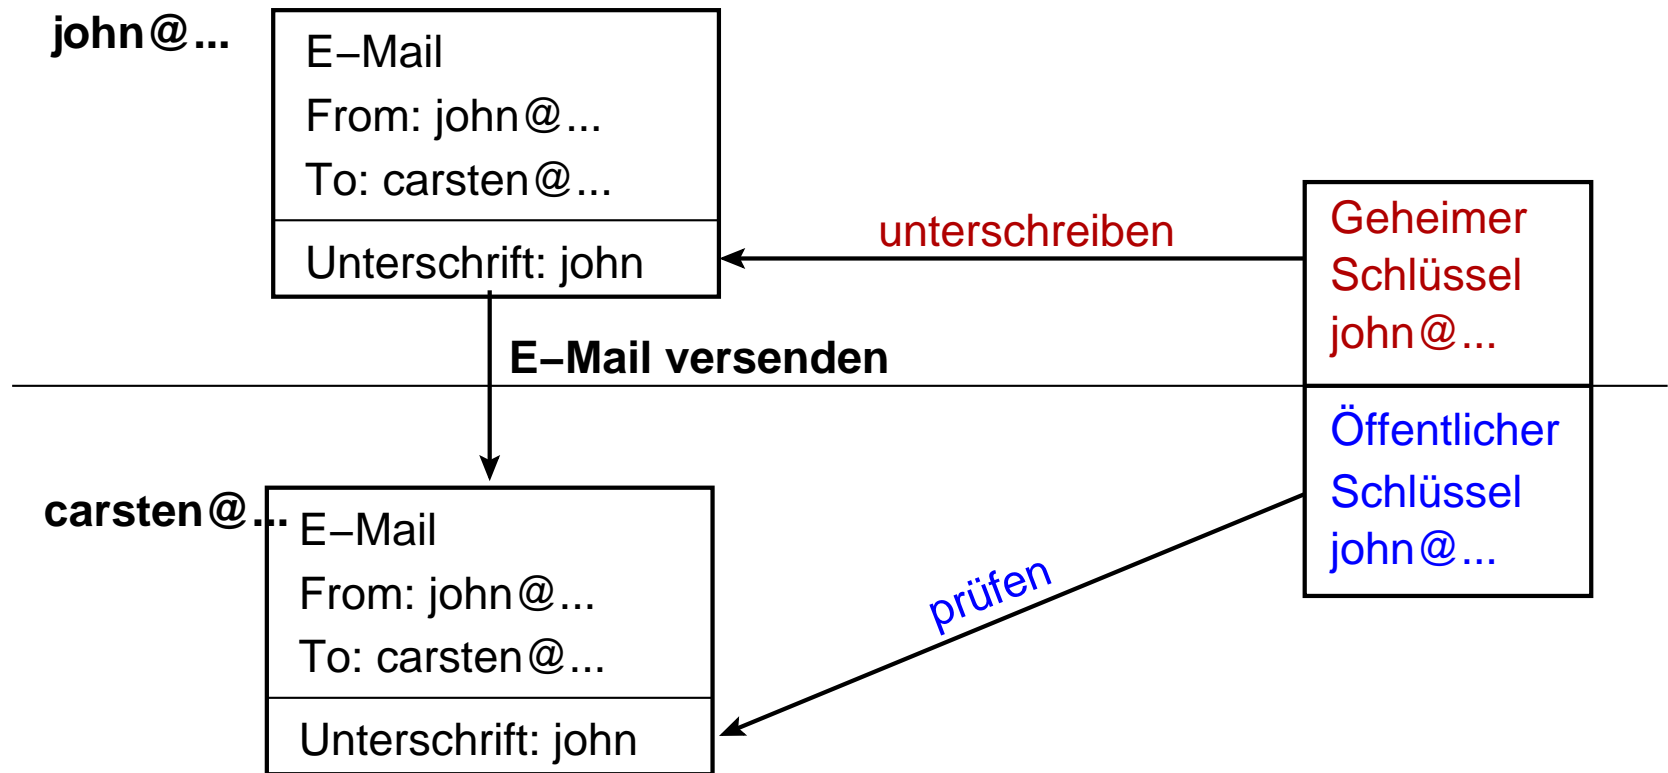 john@...
E–Mail
From: john@...
To: carsten@...
Unterschrift: john
unterschreiben
Geheimer
Schlüssel
john@...
E–Mail versenden
Öffentlicher
Schlüssel
john@...
carsten@...
E–Mail
From: john@...
To: carsten@...
Unterschrift: john
prüfen